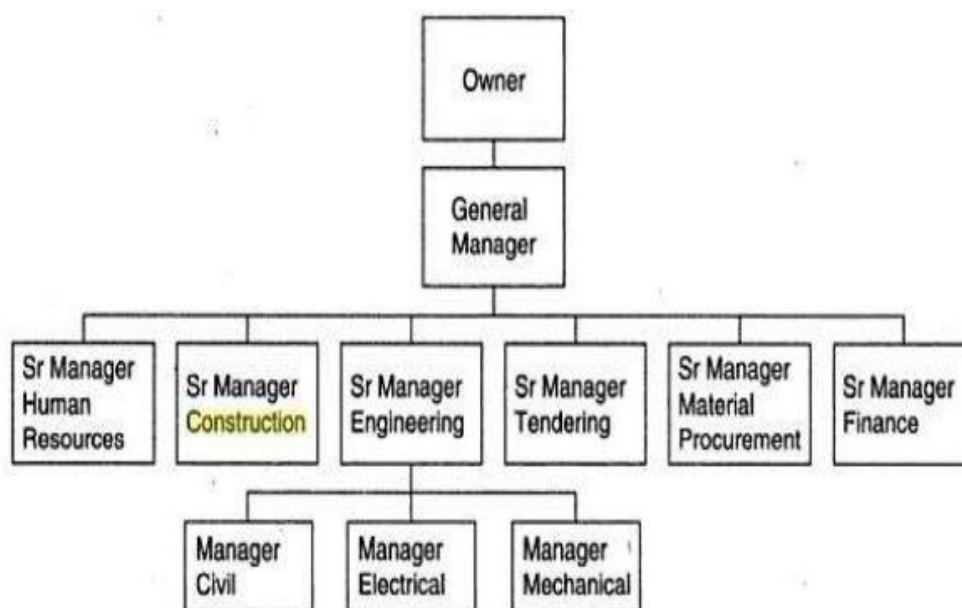 Owner
General
Manager
Sr Manager
Human
Resources
Sr Manager
Construction
Sr Manager
Engineering
Sr Manager
Tendering
Sr Manager
Material
Procurement
Sr Manager
Finance
Manager
Civil
Manager
Electrical
Manager
Mechanical